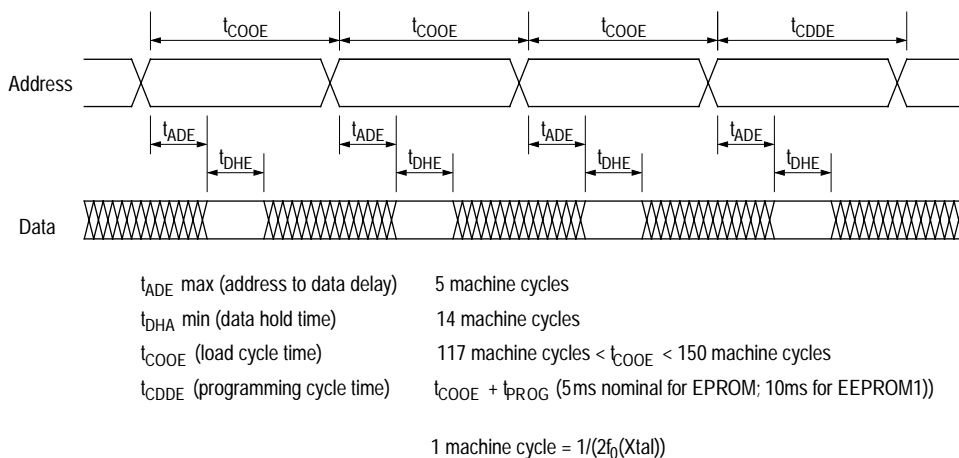 tCOOE tCOOE tCOOE tCDDE
Address
tADE tADE tADE tADE
tDHE tDHE tDHE tDHE
Data
tADE max (address to data delay) 5 machine cycles
tDHA min (data hold time) 14 machine cycles
tCOOE (load cycle time) 117 machine cycles < tCOOE < 150 machine cycles
tCDDE (programming cycle time) tCOOE + tPROG (5ms nominal for EPROM; 10ms for EEPROM1))
1 machine cycle = 1/(2f0(Xtal))